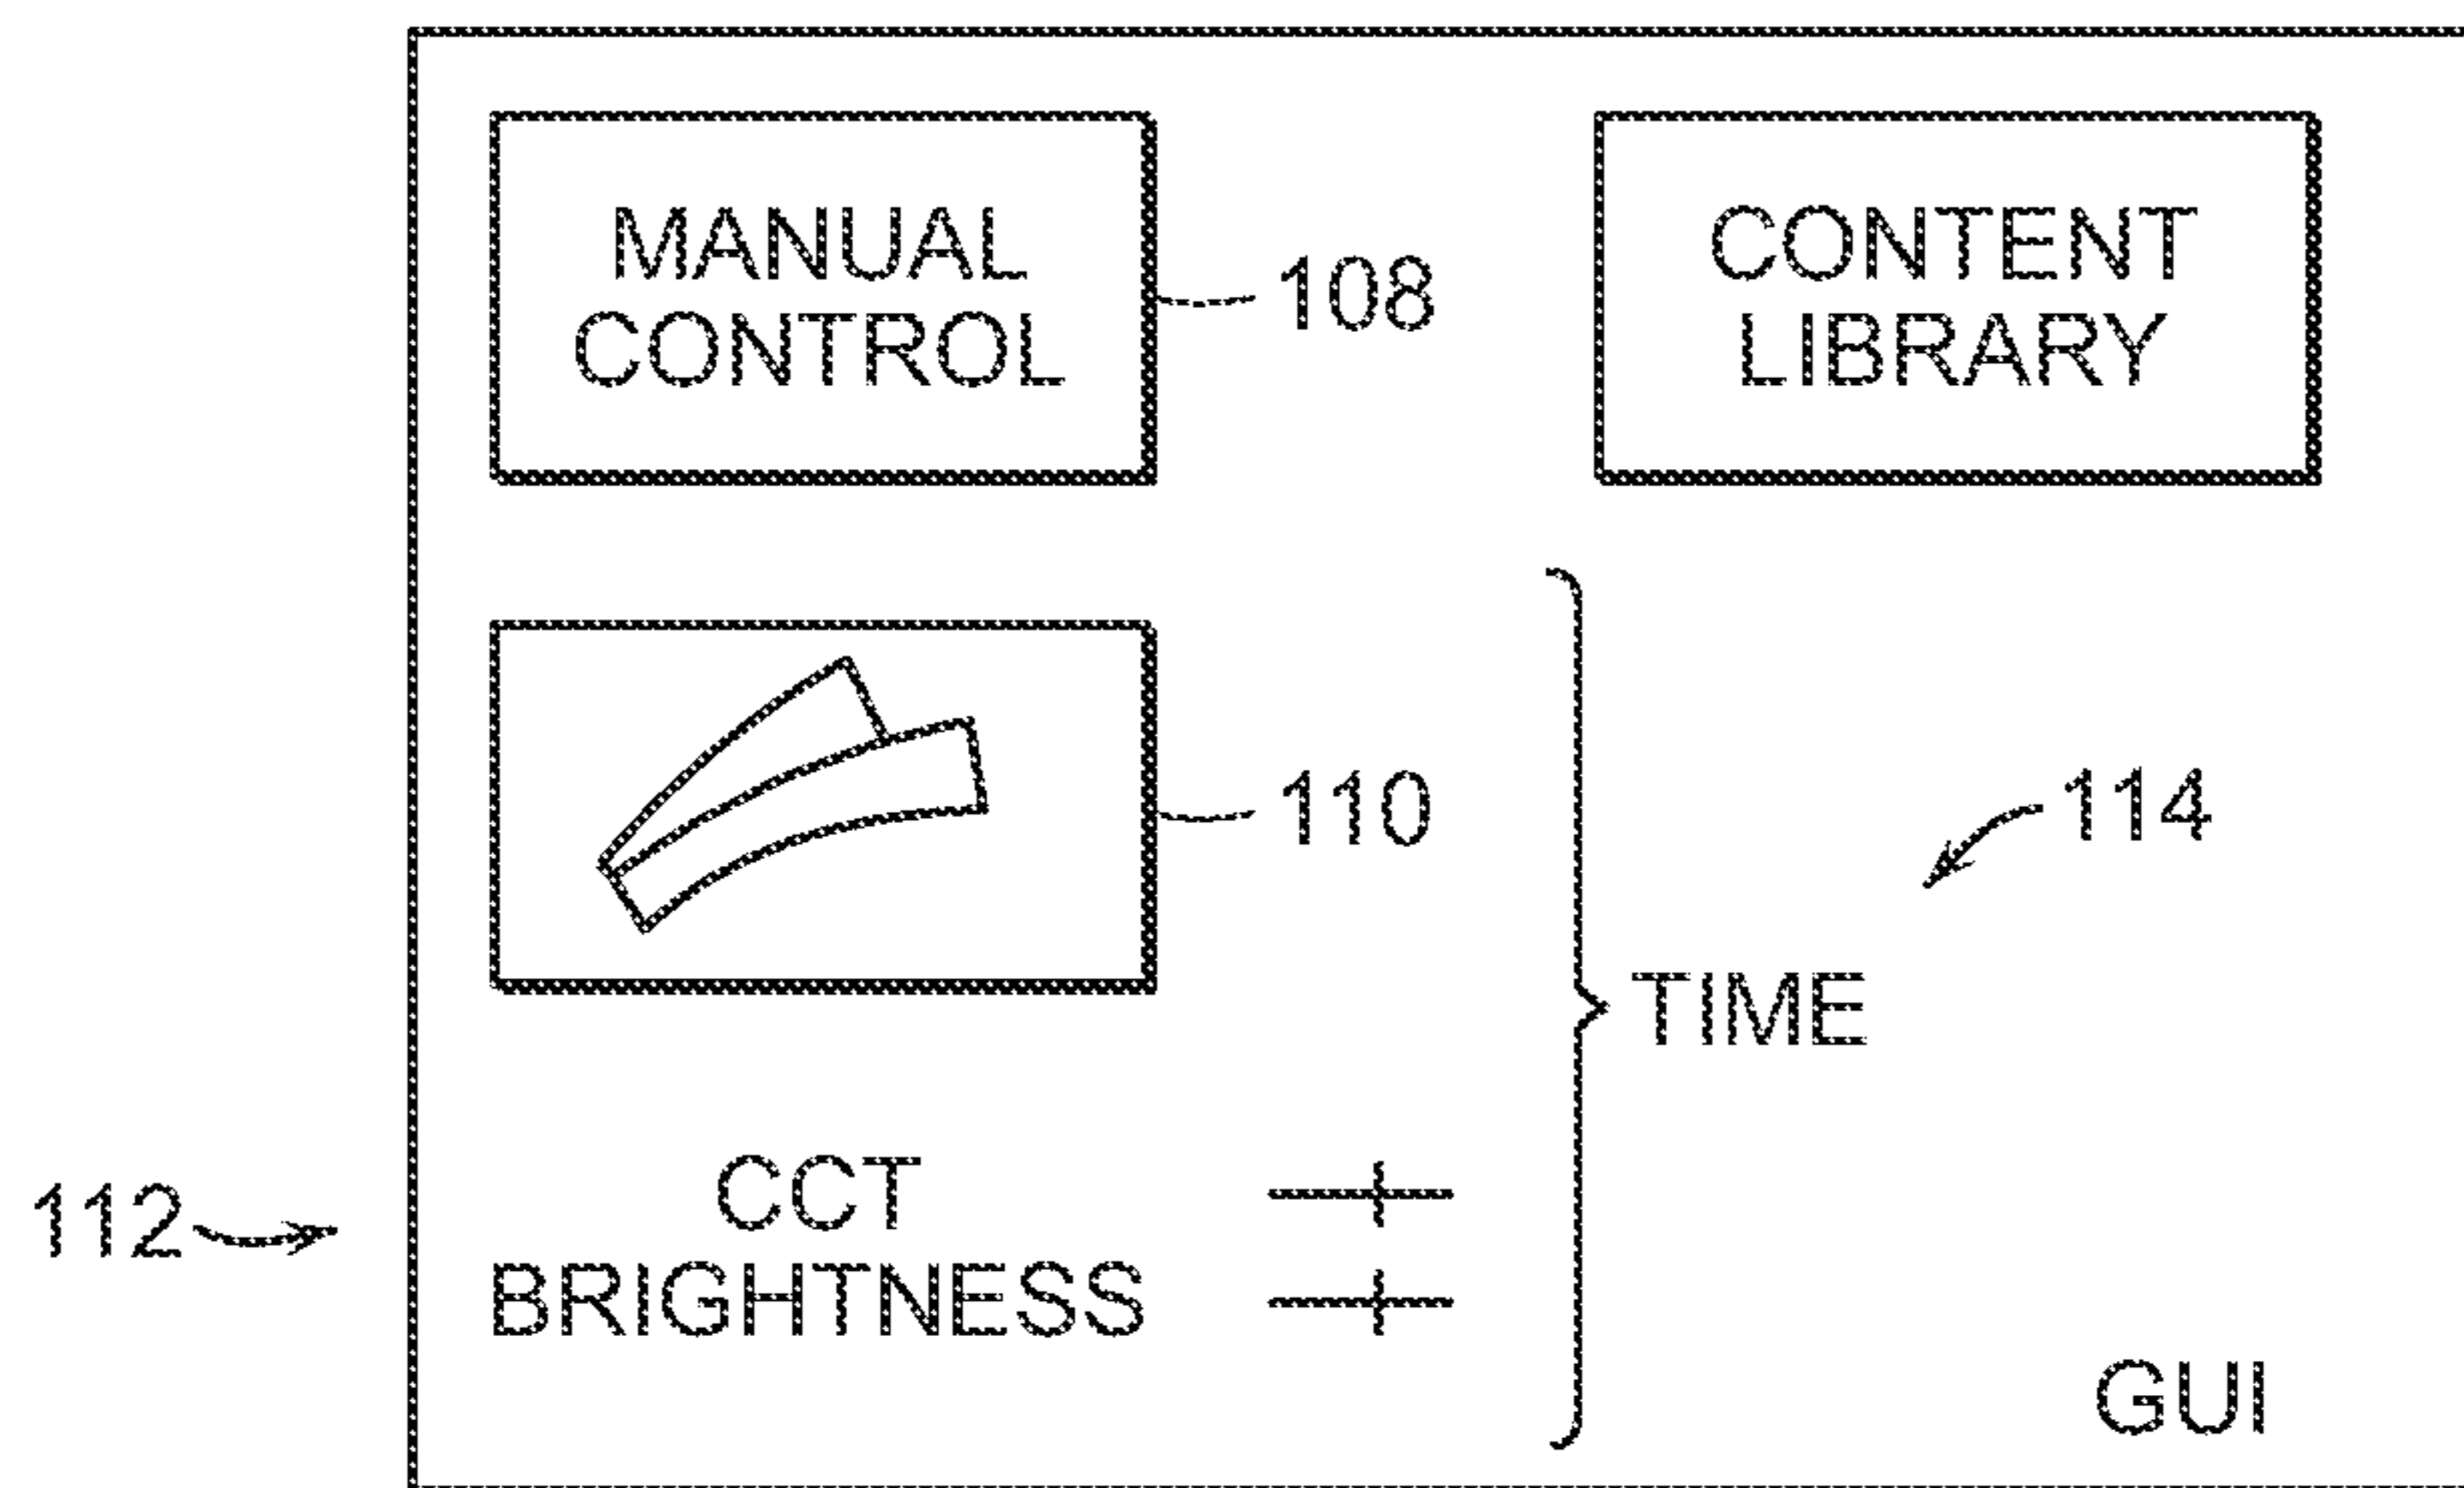 MANUAL
CONTROL
108
CONTENT
LIBRARY
110
114
TIME
112
CCT
BRIGHTNESS
GUI